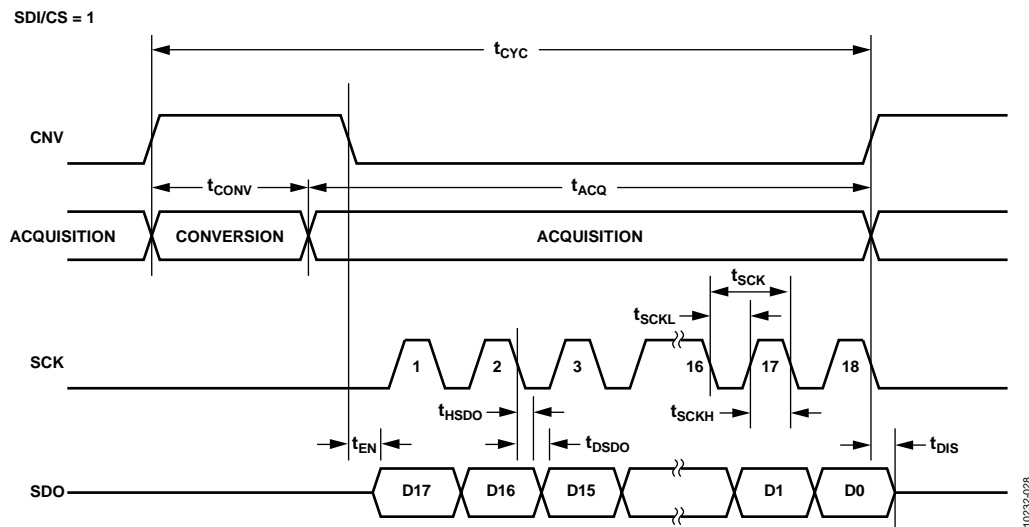 SDI/CS = 1
tCYC
CNV
tCONV
tACQ
ACQUISITION
CONVERSION
ACQUISITION
tSCK
tSCKL
SCK
1
2
3
16
17
18
tHSDO
tSCKH
tEN
tDSDO
tDIS
SDO
D17
D16
D15
D1
D0
10232-028